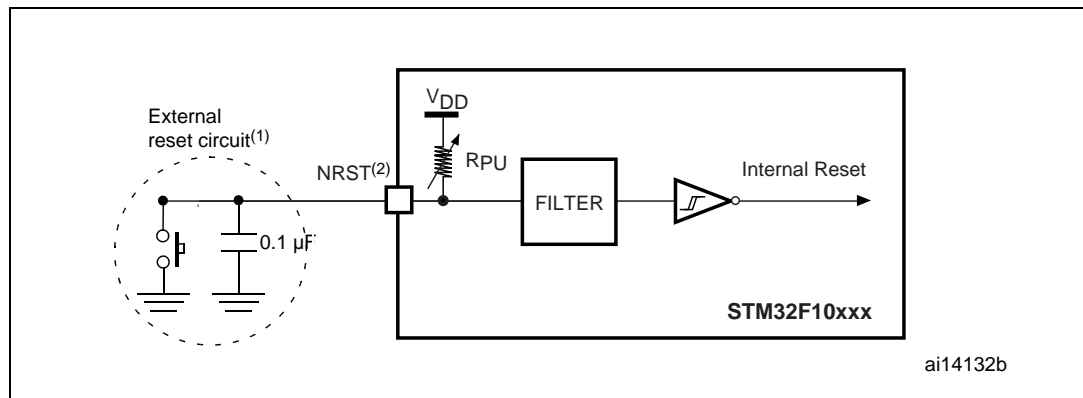 External
reset circuit(1)
VDD
NRST(2)
RPU
FILTER
Internal Reset
0.1 µF
STM32F10xxx
ai14132b